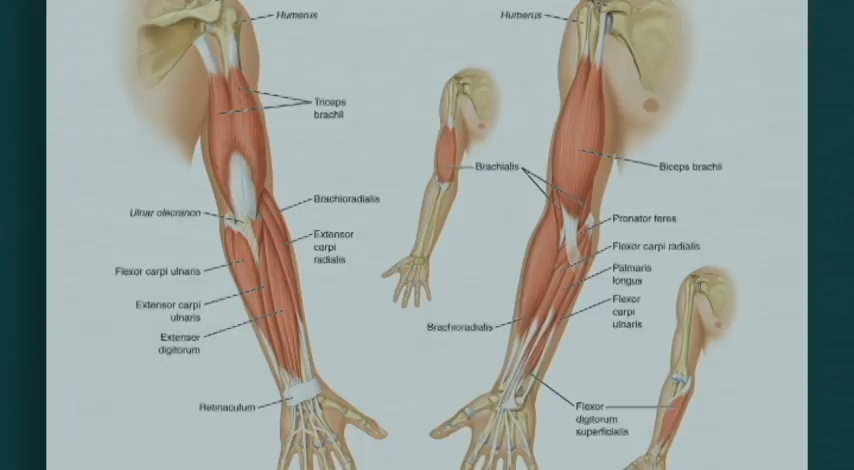 Humerus
Triceps
brachii
Brachioradialis
Ulnar olecranon
Extensor
carpi
radialis
Flexor carpi ulnaris
Extensor carpi
ulnaris
Extensor
digitorum
Retinaculum
Humerus
Brachialis
Biceps brachii
Pronator teres
Flexor carpi radialis
Palmaris
longus
Flexor
carpi
ulnaris
Brachioradialis
Flexor
digitorum
superficialis